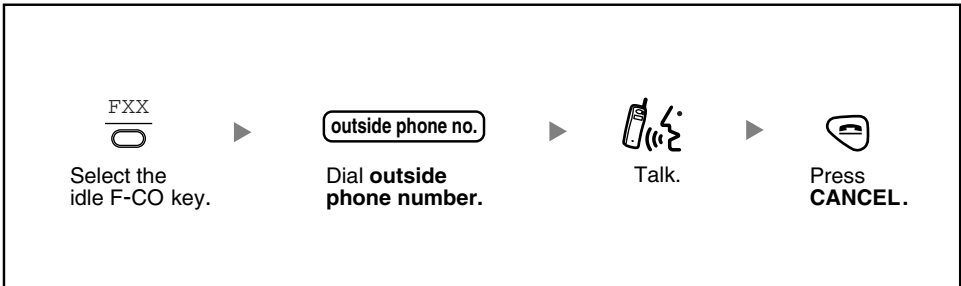 FXX
Select the
idle F-CO key.
outside phone no.
Dial outside
phone number.
Talk.
Press
CANCEL.